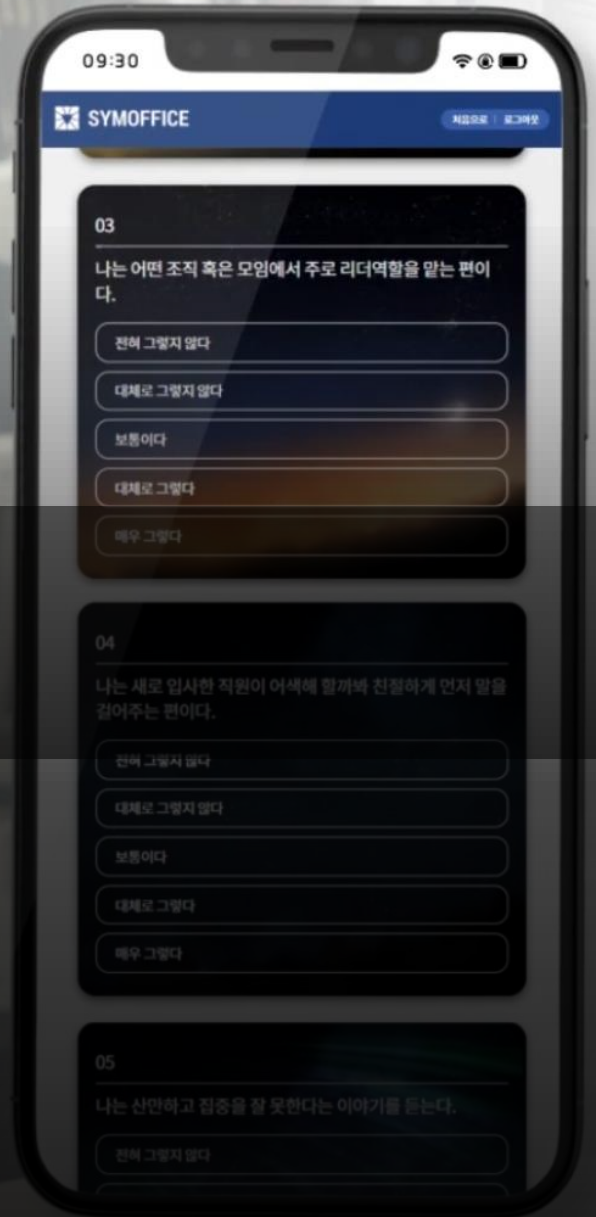 09:30
SYMOFFICE
처음으로 | 로그아웃
03
나는 어떤 조직 혹은 모임에서 주로 리더역할을 맡는 편이
다.
전혀 그렇지 않다
대체로 그렇지 않다
보통이다
대체로 그렇다
매우 그렇다
04
나는 새로 입사한 직원이 어색해 할까봐 친절하게 먼저 말을
걸어주는 편이다.
전혀 그렇지 않다
대체로 그렇지 않다
보통이다
대체로 그렇다
매우 그렇다
05
나는 산만하고 집중을 잘 못한다는 이야기를 듣는다.
전혀 그렇지 않다